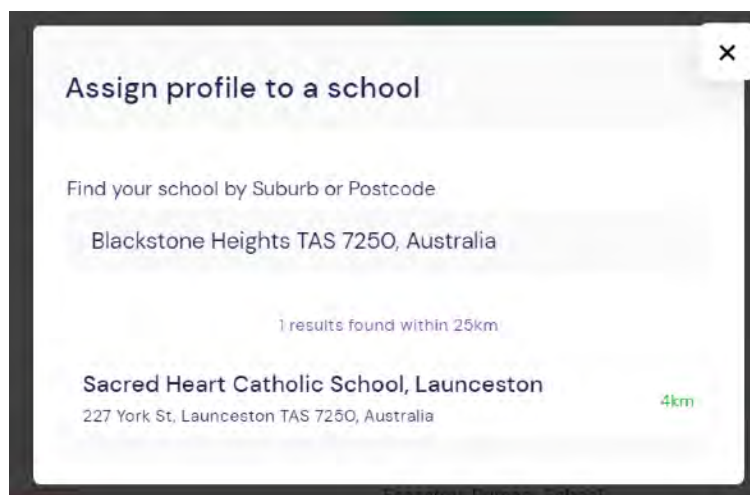 Assign profile to a school
Find your school by Suburb or Postcode
Blackstone Heights TAS 7250, Australia
1 results found within 25km
Sacred Heart Catholic School, Launceston
4km
227 York St, Launceston TAS 7250, Australia